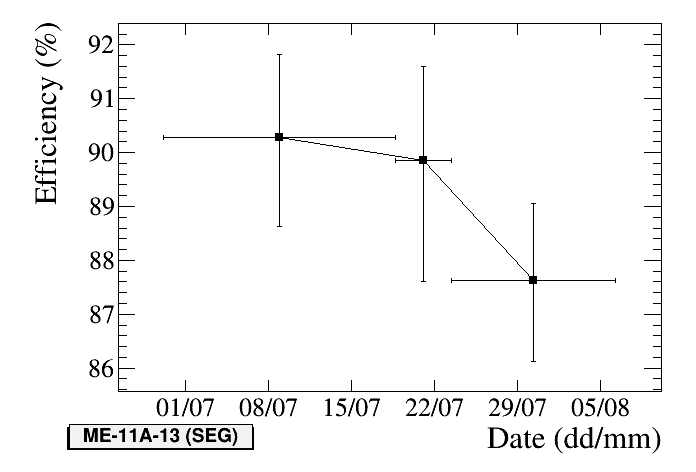 Efficiency (%)
92
91
90
89
88
87
86
01/07 08/07 15/07 22/07 29/07 05/08
Date (dd/mm)
ME-11A-13 (SEG)